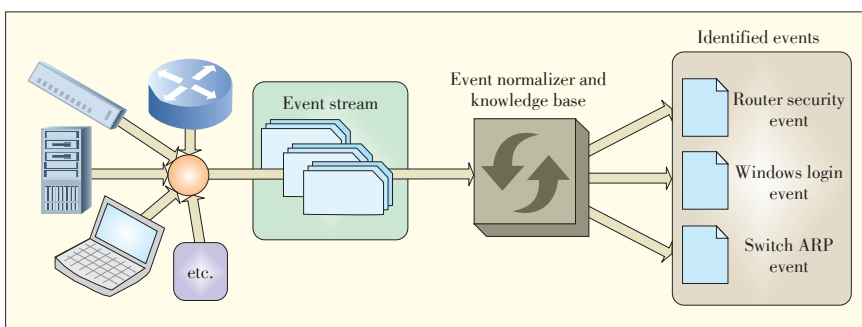 Identified events
Event normalizer and
knowledge base
Event stream
Router security
event
Windows login
event
Switch ARP
event
etc.